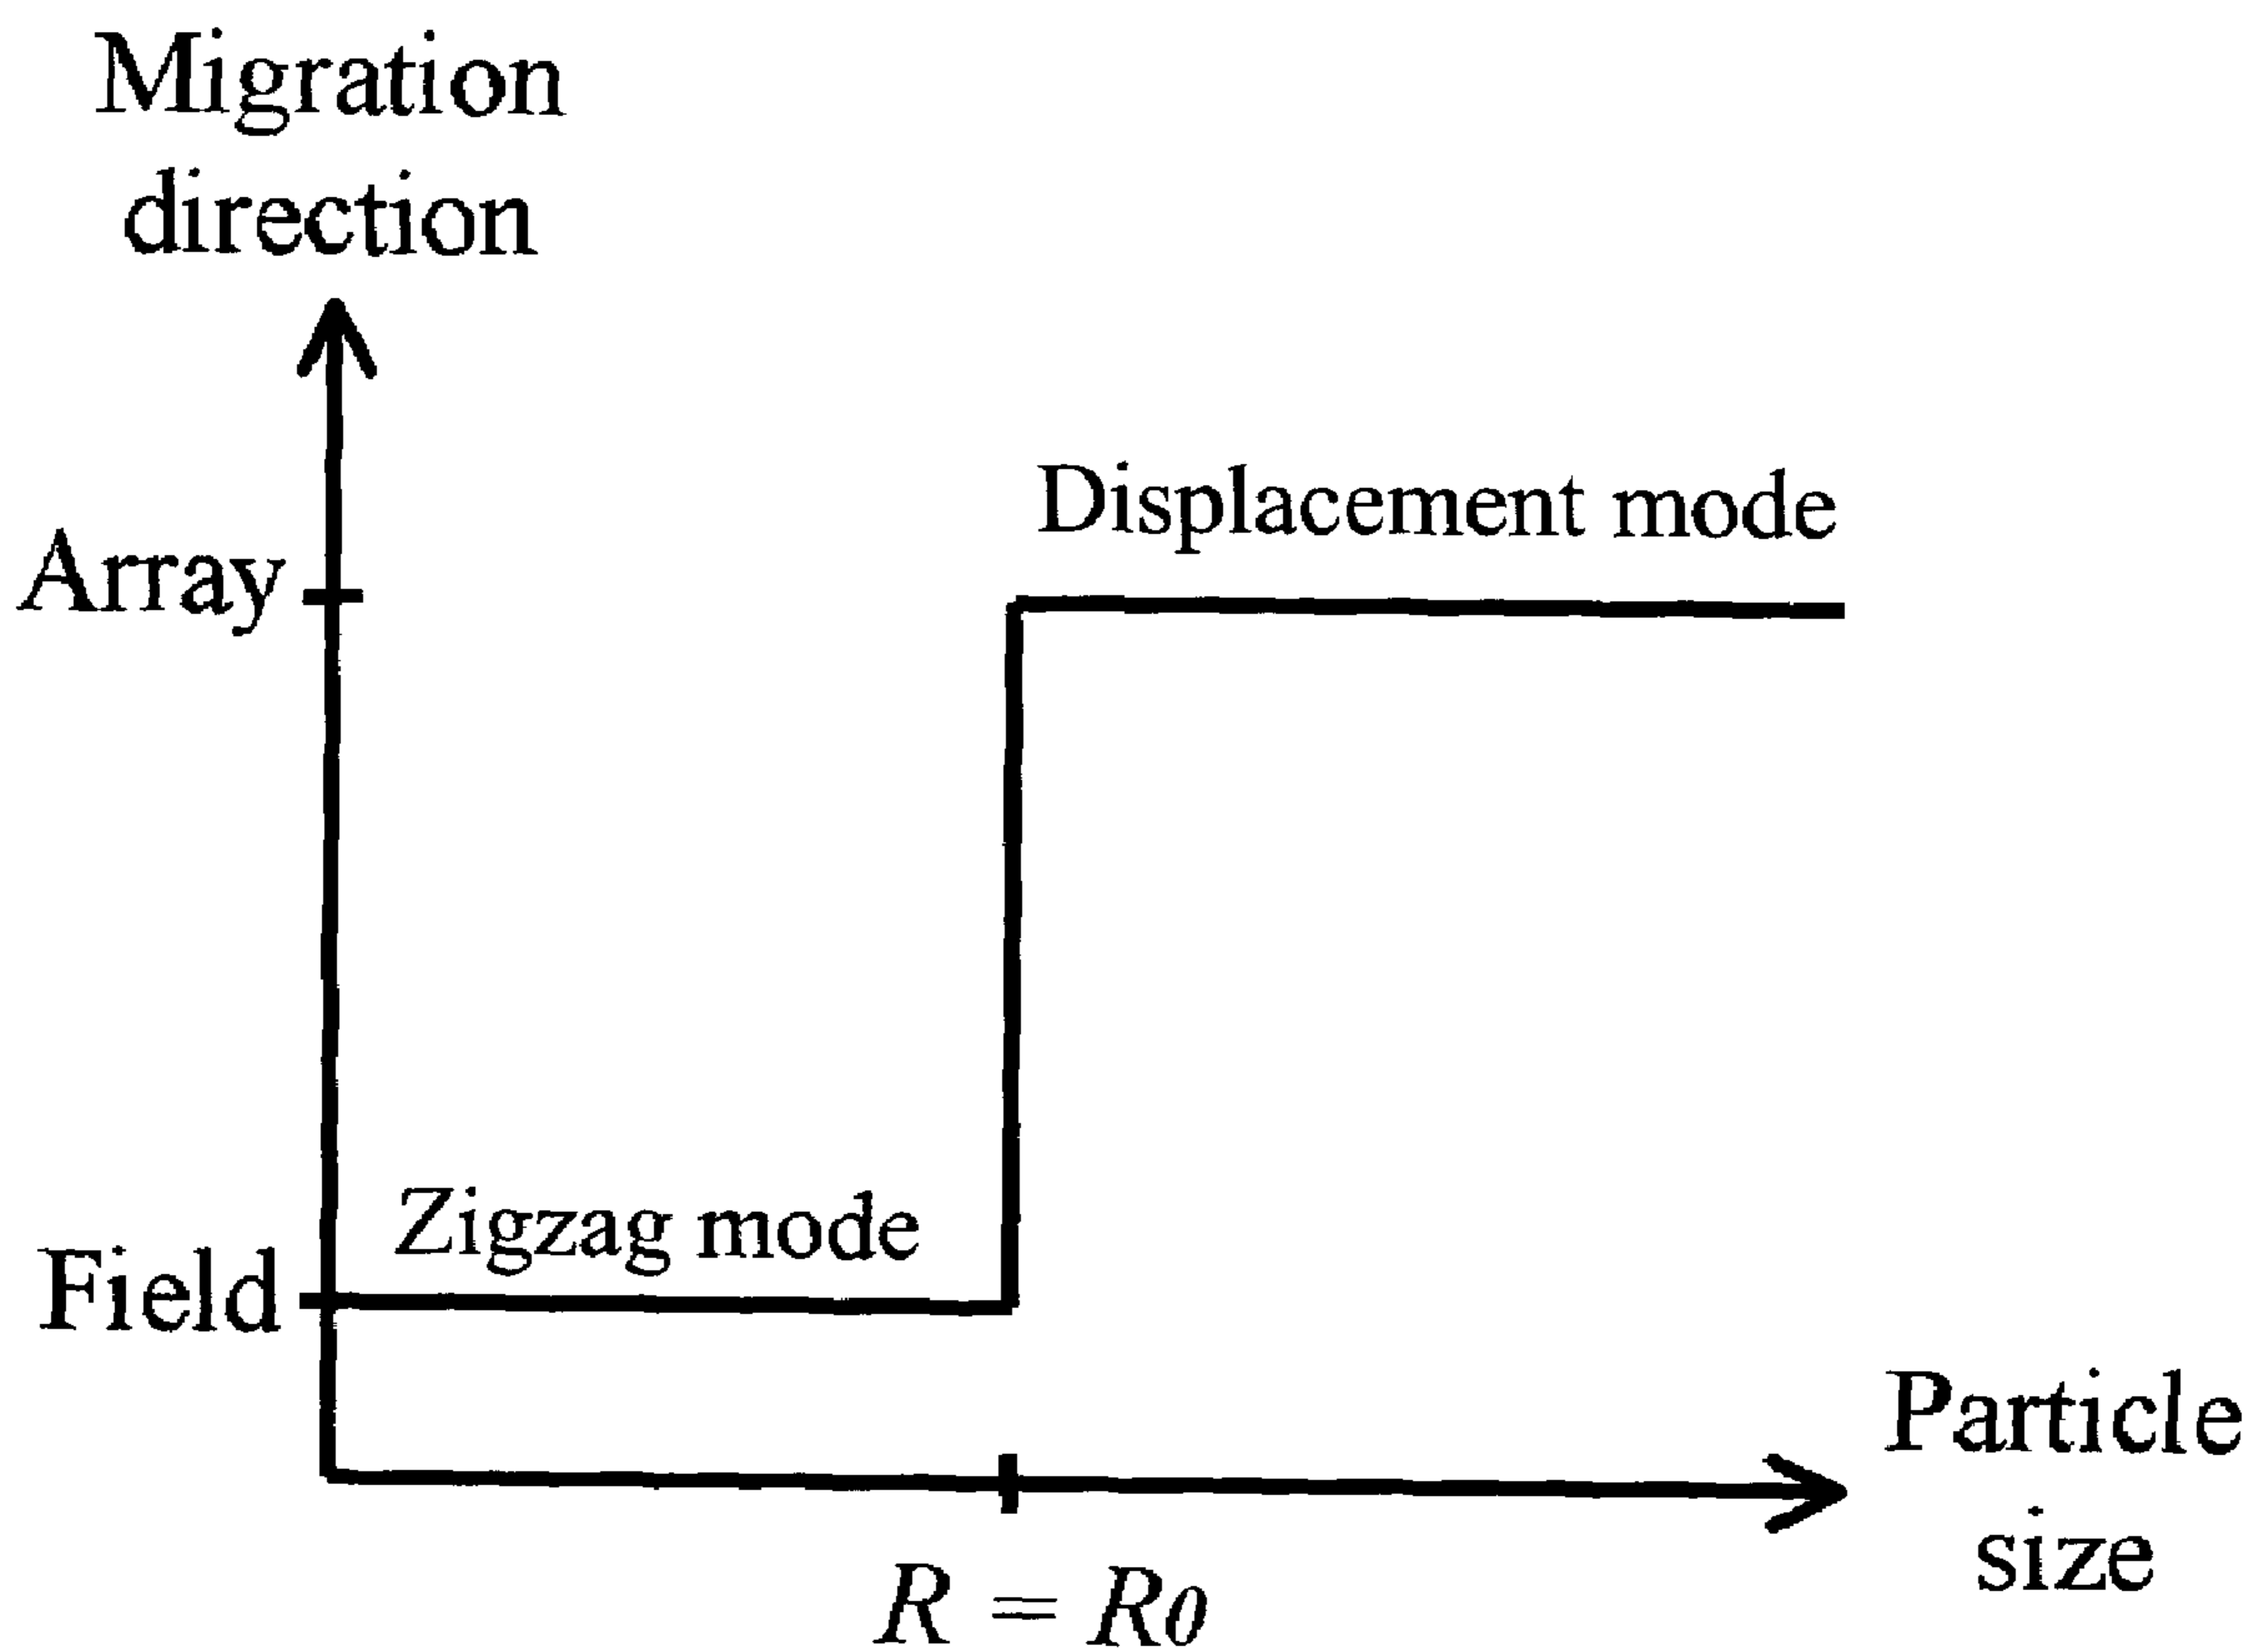 Migration
direction
Displacement mode
Array
Zigzag mode
Field
Particle
size
R = R0